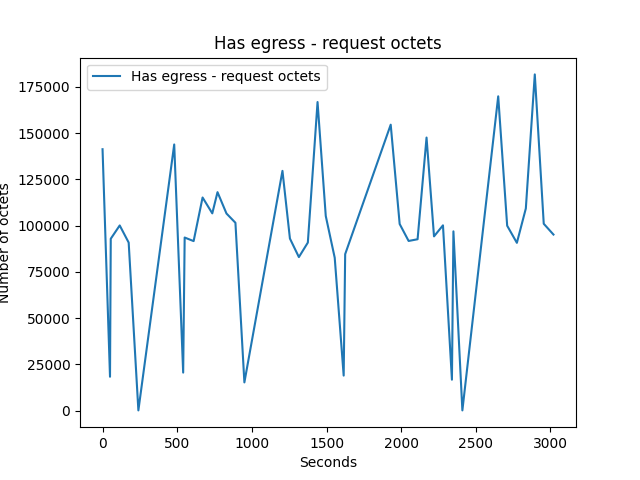 Has egress - request octets
Has egress - request octets
175000
150000
125000
100000
75000
50000
25000
0
Number of octets
0 500 1000 1500 2000 2500 3000
Seconds